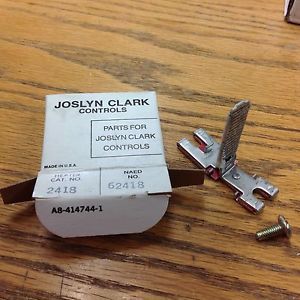 JOSLYN CLARK
CONTROLS
PARTS FOR
JOSLYN CLARK
CONTROLS
MADE IN U.S.A.
HEATER CAT. NO.
NAED NO.
2418
62418
A8-414744-1